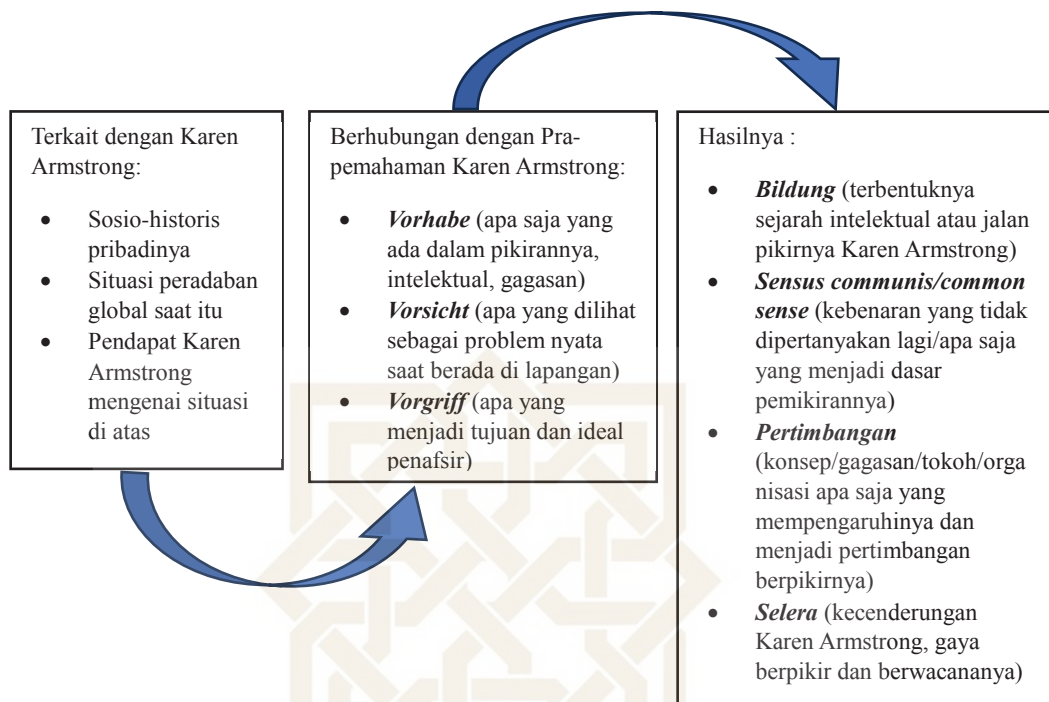 Terkait dengan Karen
Armstrong:
• Sosio-historis
pribadinya
• Situasi peradaban
global saat itu
• Pendapat Karen
Armstrong
mengenai situasi
di atas
Berhubungan dengan Pra-
pemahaman Karen Armstrong:
• Vorhabe (apa saja yang
ada dalam pikirannya,
intelektual, gagasan)
• Vorsicht (apa yang dilihat
sebagai problem nyata
saat berada di lapangan)
• Vorgriff (apa yang
menjadi tujuan dan ideal
penafsir)
Hasilnya :
• Bildung (terbentuknya
sejarah intelektual atau jalan
pikirnya Karen Armstrong)
• Sensus communis/common
sense (kebenaran yang tidak
dipertanyakan lagi/apa saja
yang menjadi dasar
pemikirannya)
• Pertimbangan
(konsep/gagasan/tokoh/orga
nisasi apa saja yang
mempengaruhinya dan
menjadi pertimbangan
berpikirnya)
• Selera (kecenderungan
Karen Armstrong, gaya
berpikir dan berwacananya)